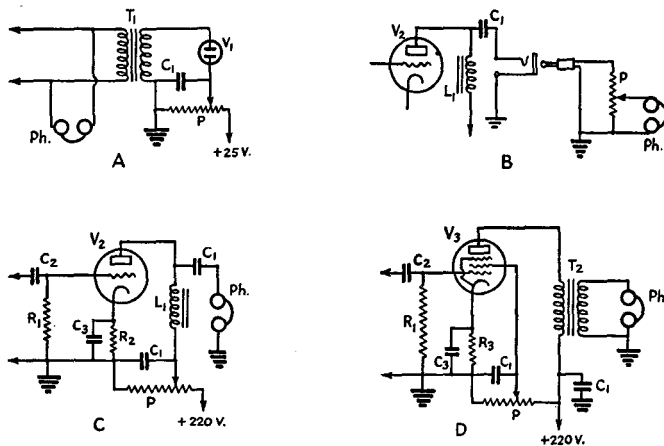 T1
V1
C1
P
Ph.
+25 V.
A
V2
C1
L1
P
Ph.
B
V2
C2
C1
Ph.
L1
R1
C3
R2
C1
P
+220 V.
C
V3
C2
T2
Ph.
R1
R3
C3
C1
C1
P
+220 V.
D